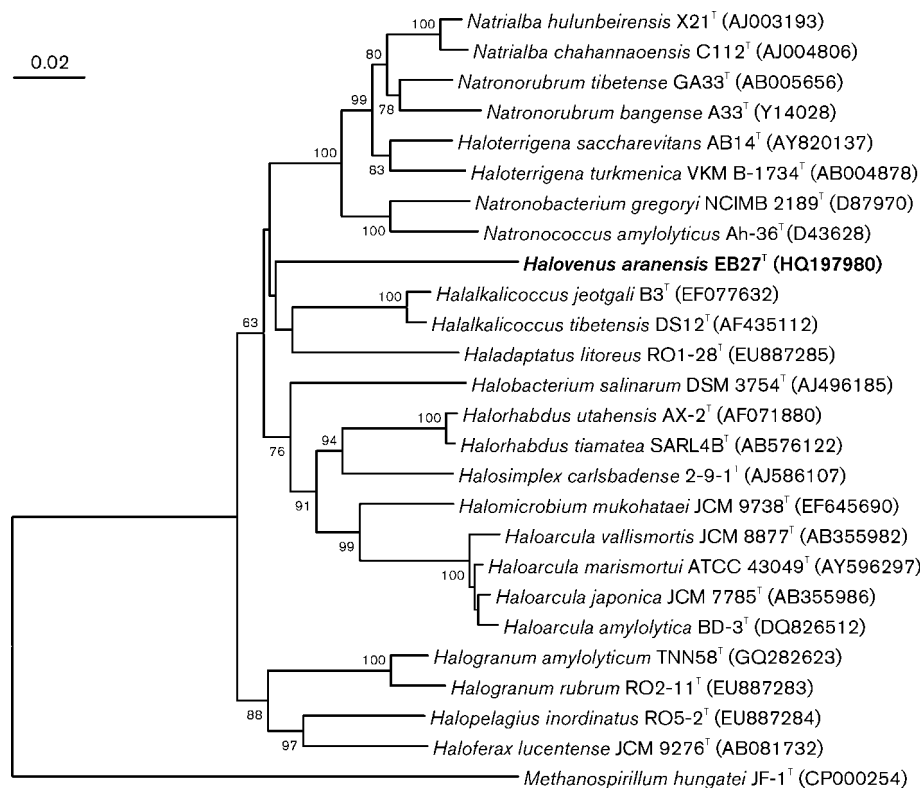 100 Natrialba hulunbeirensis X21ᵀ (AJ003193)
0.02 80 Natrialba chahannaoensis C112ᵀ (AJ004806)
Natronorubrum tibetense GA33ᵀ (AB005656)
99 78 Natronorubrum bangense A33ᵀ (Y14028)
Haloterrigena saccharevitans AB14ᵀ (AY820137)
100 83 Haloterrigena turkmenica VKM B-1734ᵀ (AB004878)
Natronobacterium gregoryi NCIMB 2189ᵀ (D87970)
100 Natronococcus amylolyticus Ah-36ᵀ (D43628)
Halovenus aranensis EB27ᵀ (HQ197980)
100 Halalkalicoccus jeotgali B3ᵀ (EF077632)
63 Halalkalicoccus tibetensis DS12ᵀ (AF435112)
Haladaptatus litoreus RO1-28ᵀ (EU887285)
Halobacterium salinarum DSM 3754ᵀ (AJ496185)
100 Halorhabdus utahensis AX-2ᵀ (AF071880)
76 94 Halorhabdus tiamatea SARL4Bᵀ (AB576122)
Halosimplex carlsbadense 2-9-1ᵀ (AJ586107)
91 Halomicrobium mukohataei JCM 9738ᵀ (EF645690)
Haloarcula vallismortis JCM 8877ᵀ (AB355982)
99 100 Haloarcula marismortui ATCC 43049ᵀ (AY596297)
Haloarcula japonica JCM 7785ᵀ (AB355986)
Haloarcula amylolytica BD-3ᵀ (DQ826512)
100 Halogranum amylolyticum TNN58ᵀ (GQ282623)
Halogranum rubrum RO2-11ᵀ (EU887283)
88 Halopelagius inordinatus RO5-2ᵀ (EU887284)
97 Haloferax lucentense JCM 9276ᵀ (AB081732)
Methanospirillum hungatei JF-1ᵀ (CP000254)